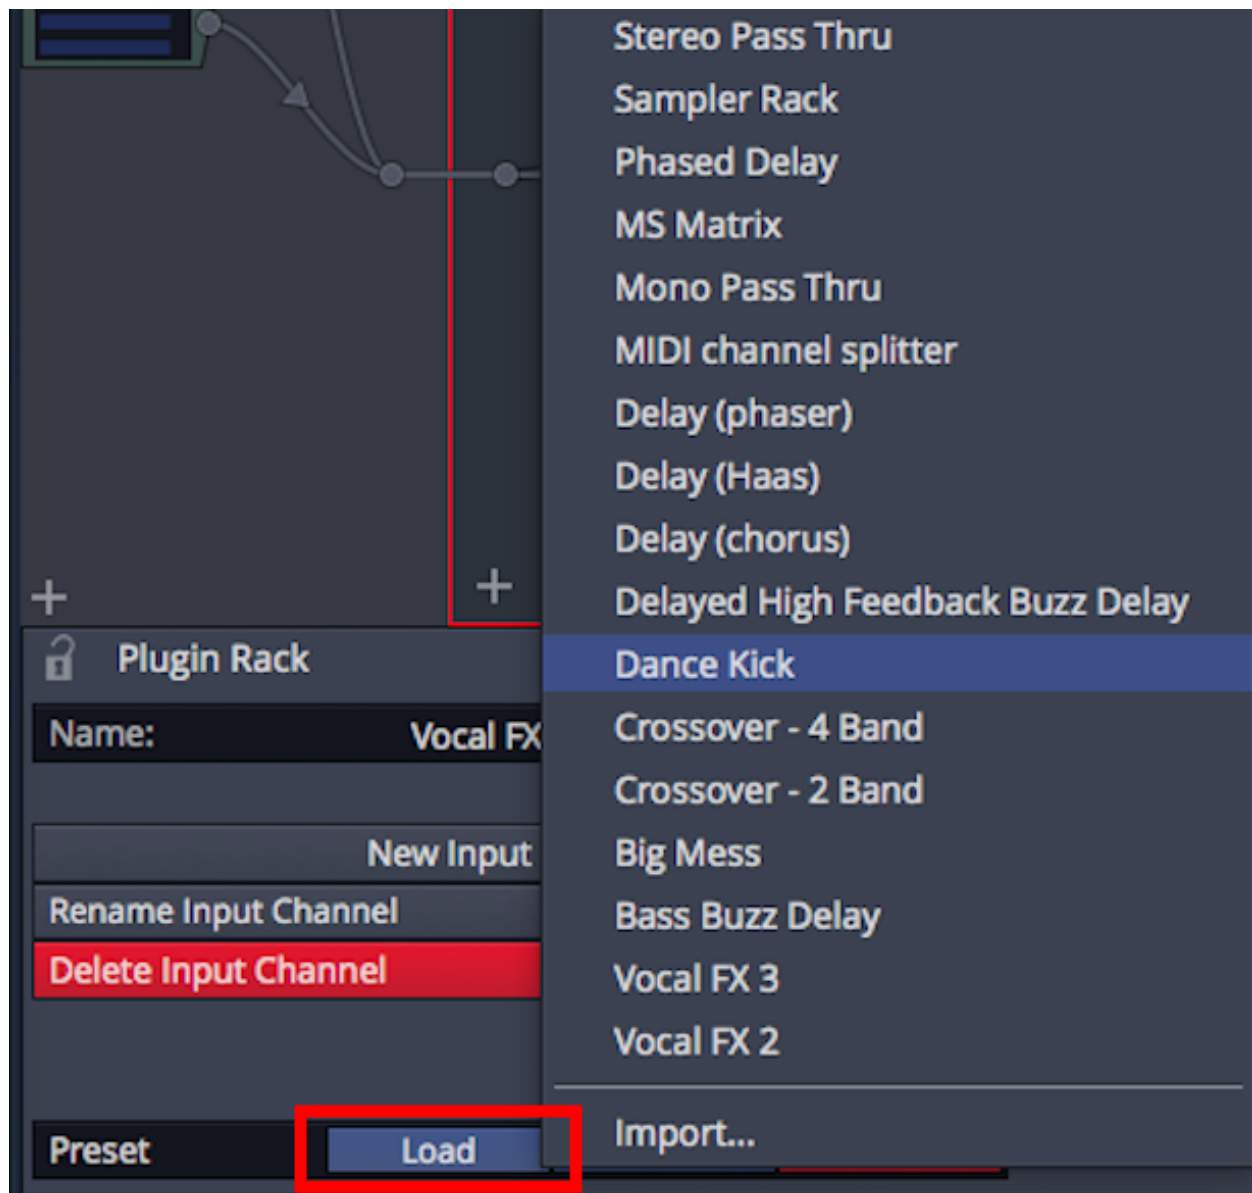 Stereo Pass Thru
Sampler Rack
Phased Delay
MS Matrix
Mono Pass Thru
MIDI channel splitter
Delay (phaser)
Delay (Haas)
Delay (chorus)
Delayed High Feedback Buzz Delay
Dance Kick
Crossover - 4 Band
Crossover - 2 Band
Big Mess
Bass Buzz Delay
Vocal FX 3
Vocal FX 2
Import...
Plugin Rack
Name: Vocal FX
New Input
Rename Input Channel
Delete Input Channel
Preset Load